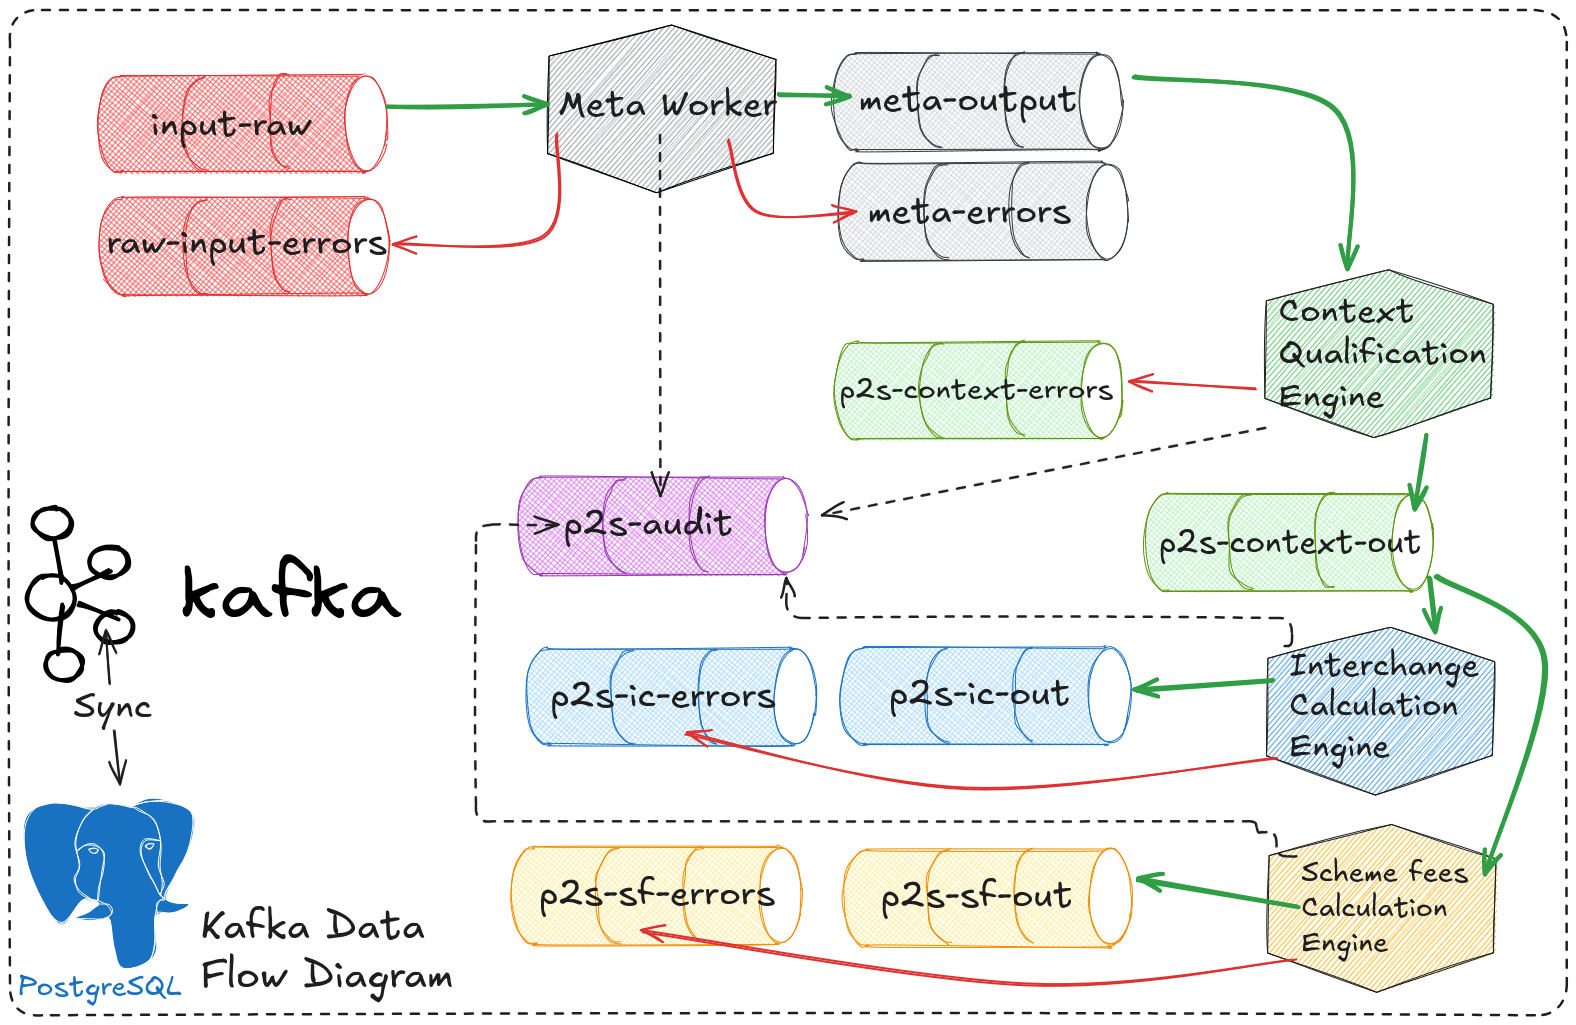 input-raw
Meta Worker
meta-output
raw-input-errors
meta-errors
Context
Qualification
Engine
p2s-context-errors
p2s-audit
p2s-context-out
kafka
Sync
p2s-ic-errors
p2s-ic-out
Interchange
Calculation
Engine
p2s-sf-errors
p2s-sf-out
Scheme fees
Calculation
Engine
PostgreSQL
Kafka Data
Flow Diagram